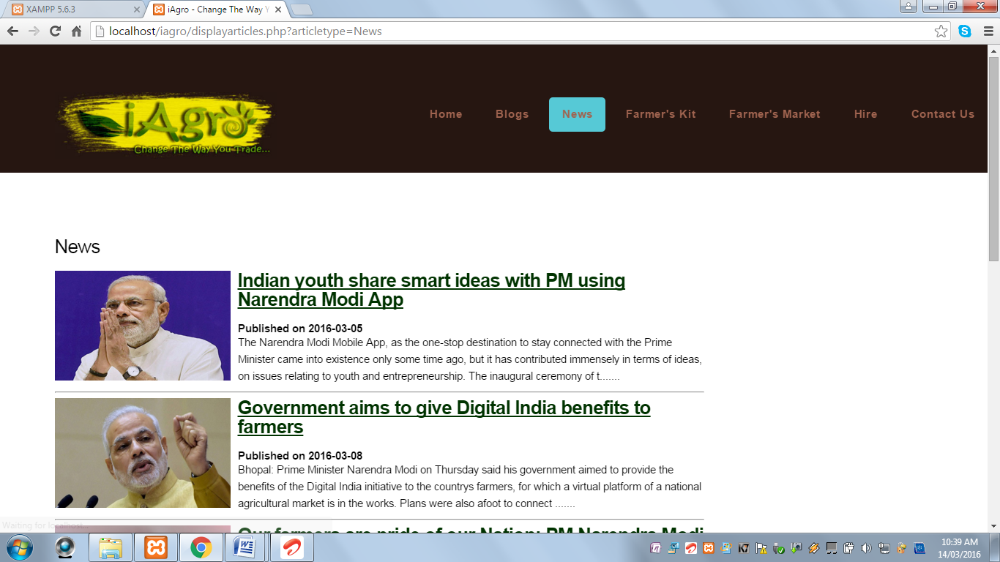 XAMPP 5.6.3
iAgro - Change The Way Y
localhost/iagro/displayarticles.php?articletype=News
iAgro
Change The Way You Trade...
Home Blogs News Farmer's Kit Farmer's Market Hire Contact Us
News
Indian youth share smart ideas with PM using
Narendra Modi App
Published on 2016-03-05
The Narendra Modi Mobile App, as the one-stop destination to stay connected with the Prime
Minister came into existence only some time ago, but it has contributed immensely in terms of ideas,
on issues relating to youth and entrepreneurship. The inaugural ceremony of t.......
Government aims to give Digital India benefits to
farmers
Published on 2016-03-08
Bhopal: Prime Minister Narendra Modi on Thursday said his government aimed to provide the
benefits of the Digital India initiative to the countrys farmers, for which a virtual platform of a national
agricultural market is in the works. Plans were also afoot to connect .......
Our farmers are pride of our Nation: PM Narendra Modi
Waiting for localhost...
K7
10:39 AM
14/03/2016